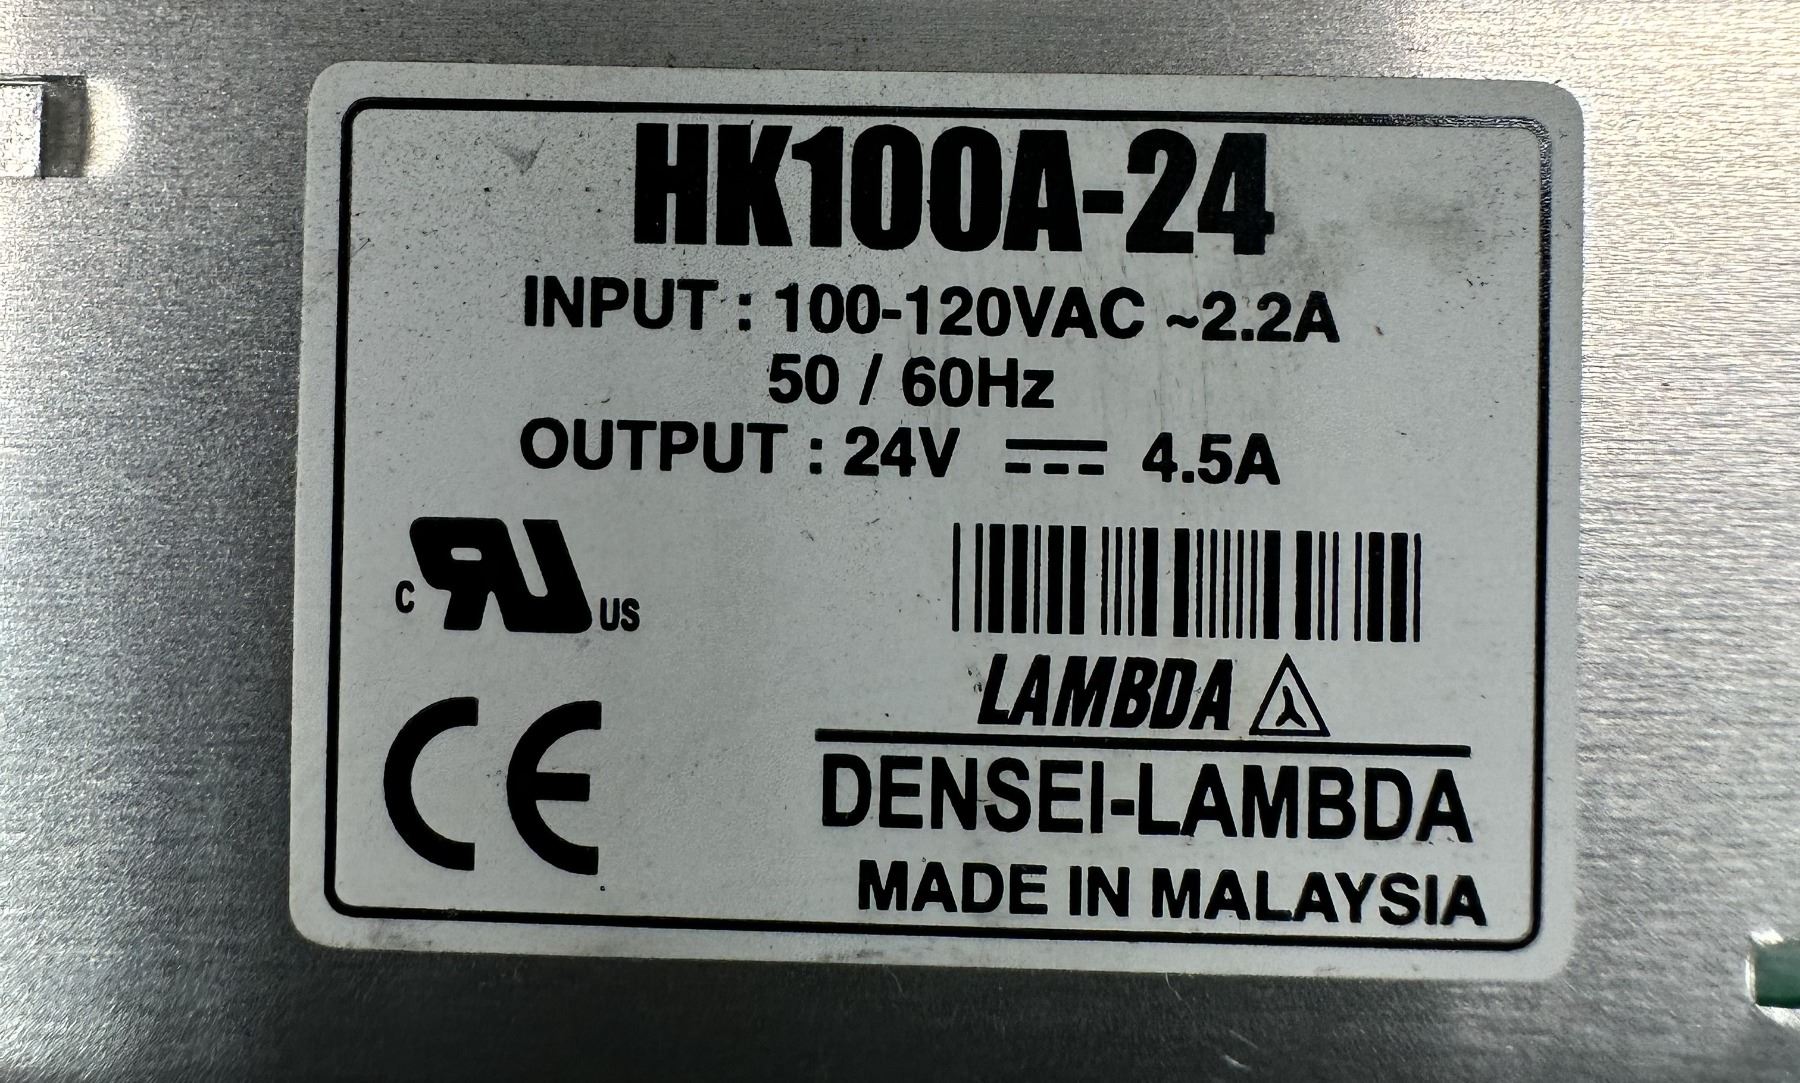 HK100A-24
INPUT : 100-120VAC ~2.2A
50 / 60Hz
OUTPUT : 24V ⎓ 4.5A
C RU US
CE
LAMBDA
DENSEI-LAMBDA
MADE IN MALAYSIA